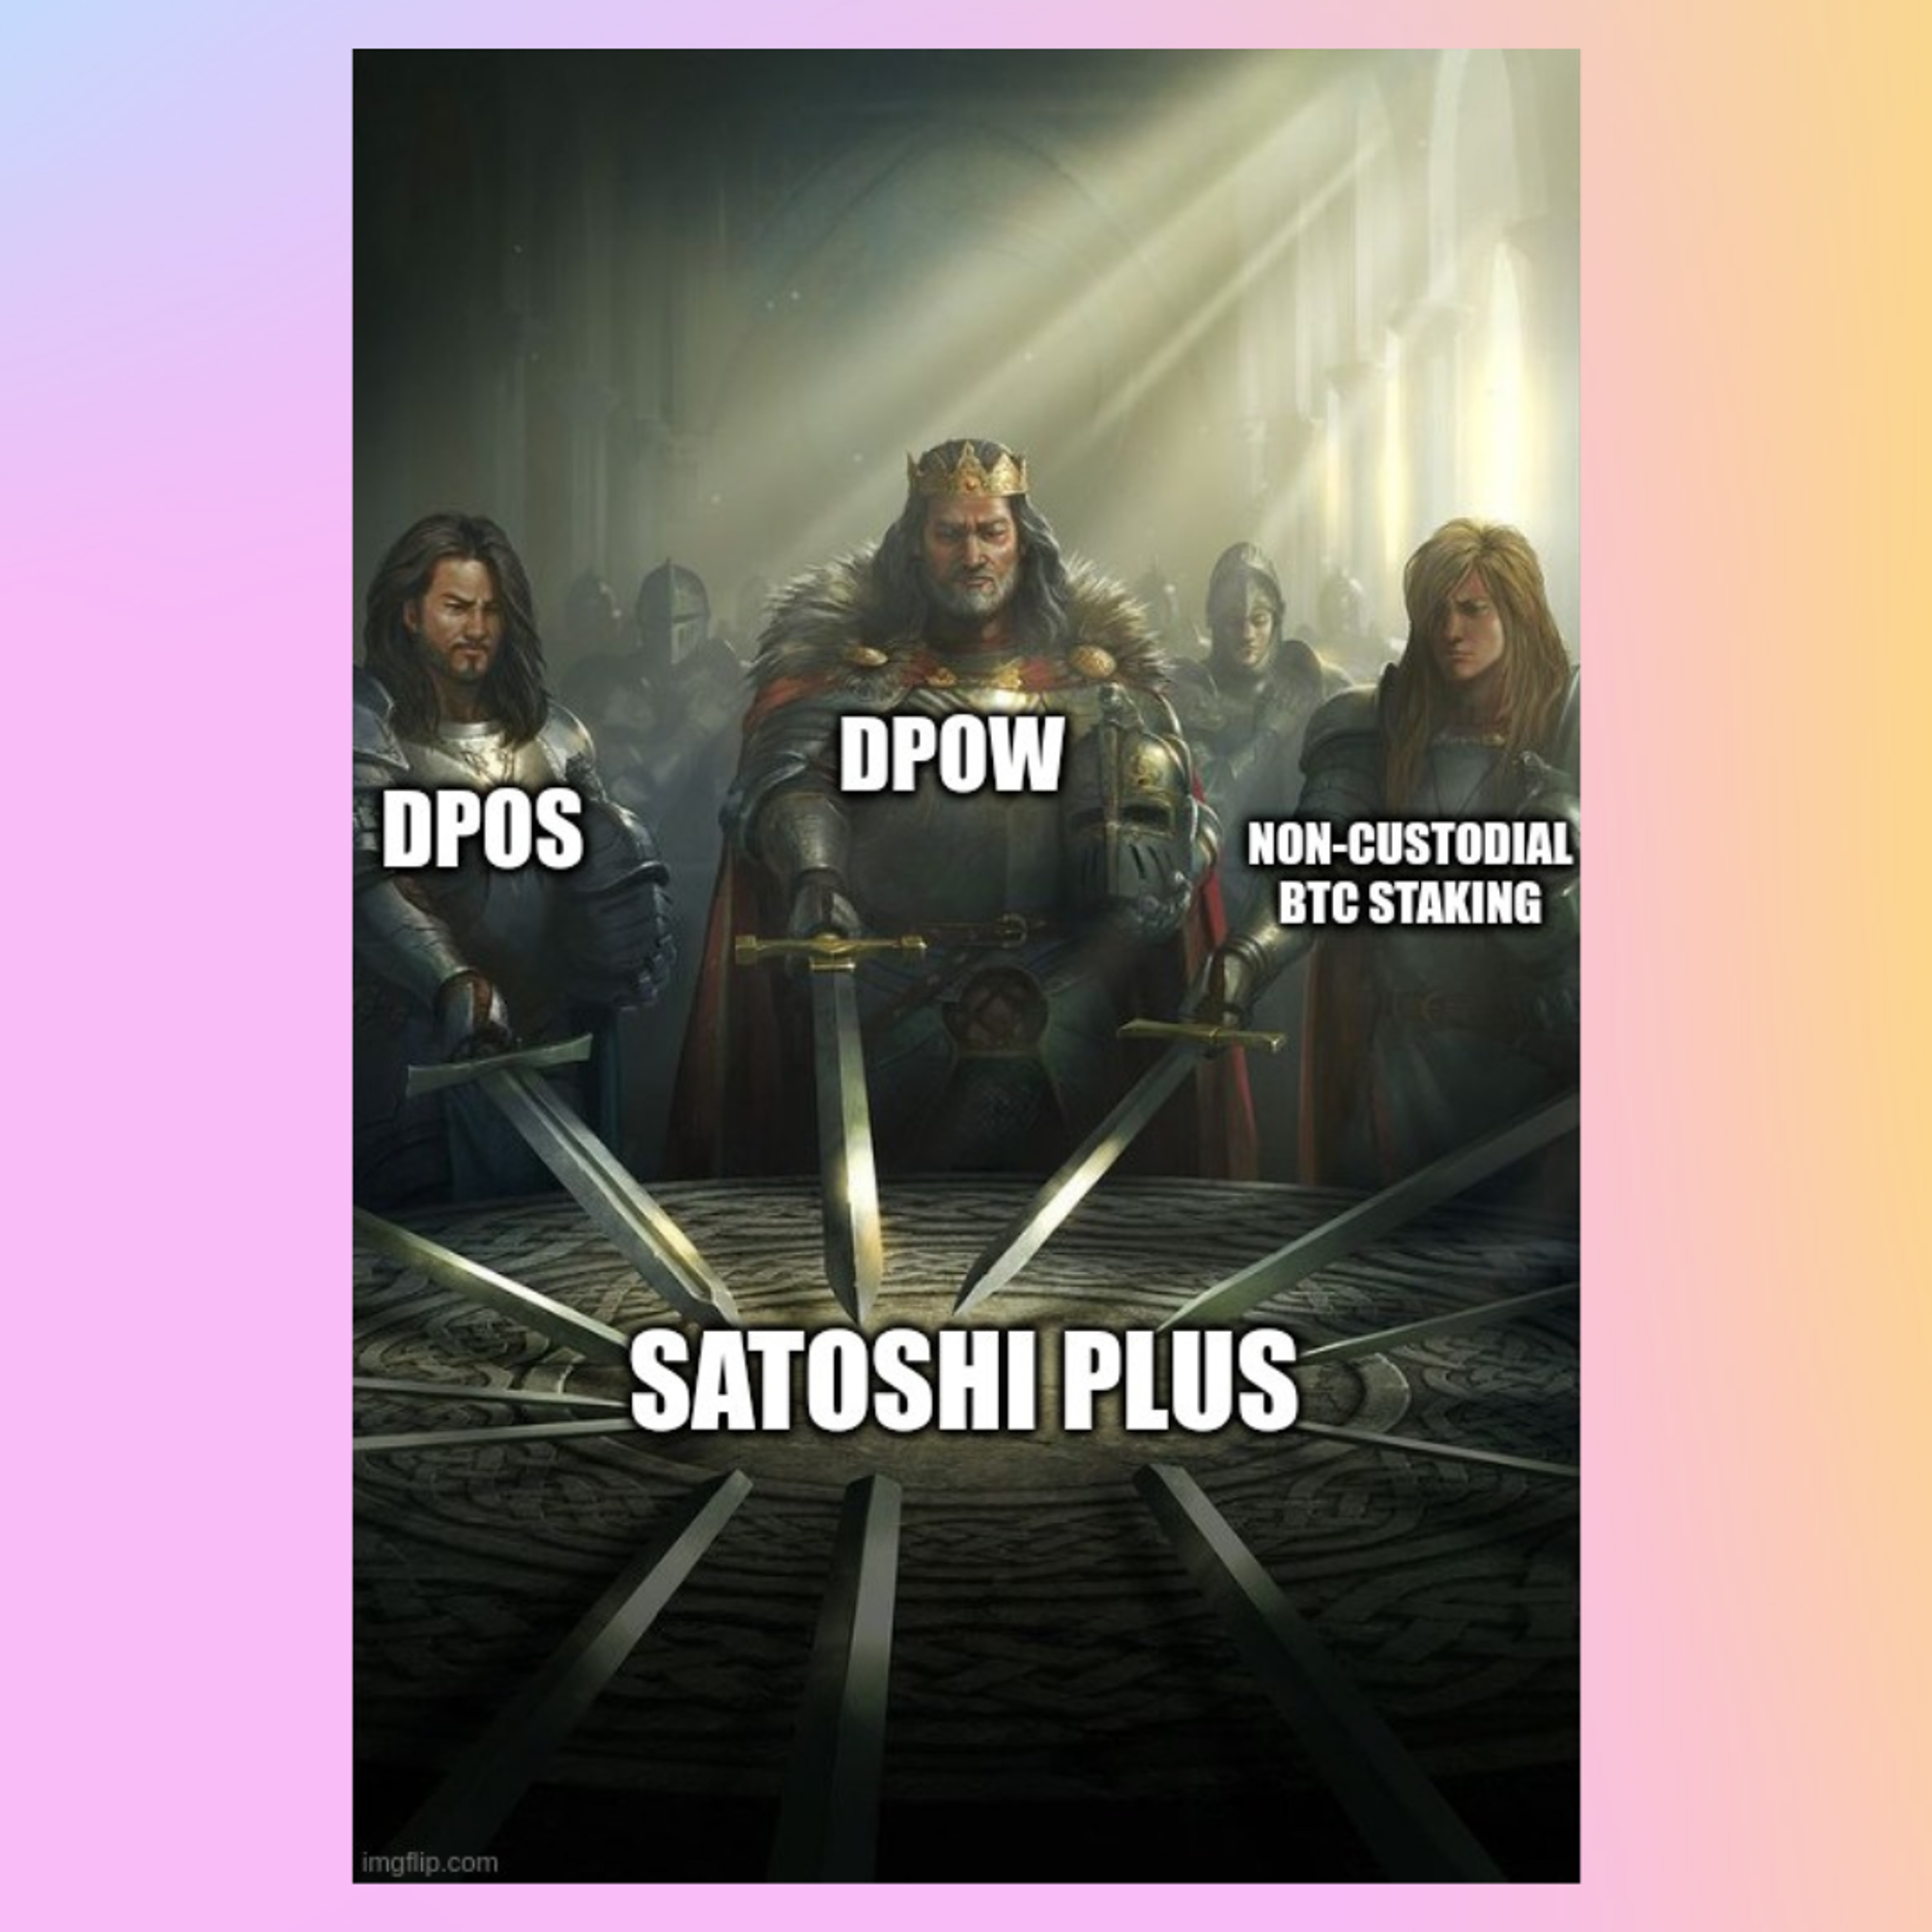 DPOW
DPOS
NON-CUSTODIAL
BTC STAKING
SATOSHI PLUS
imgflip.com